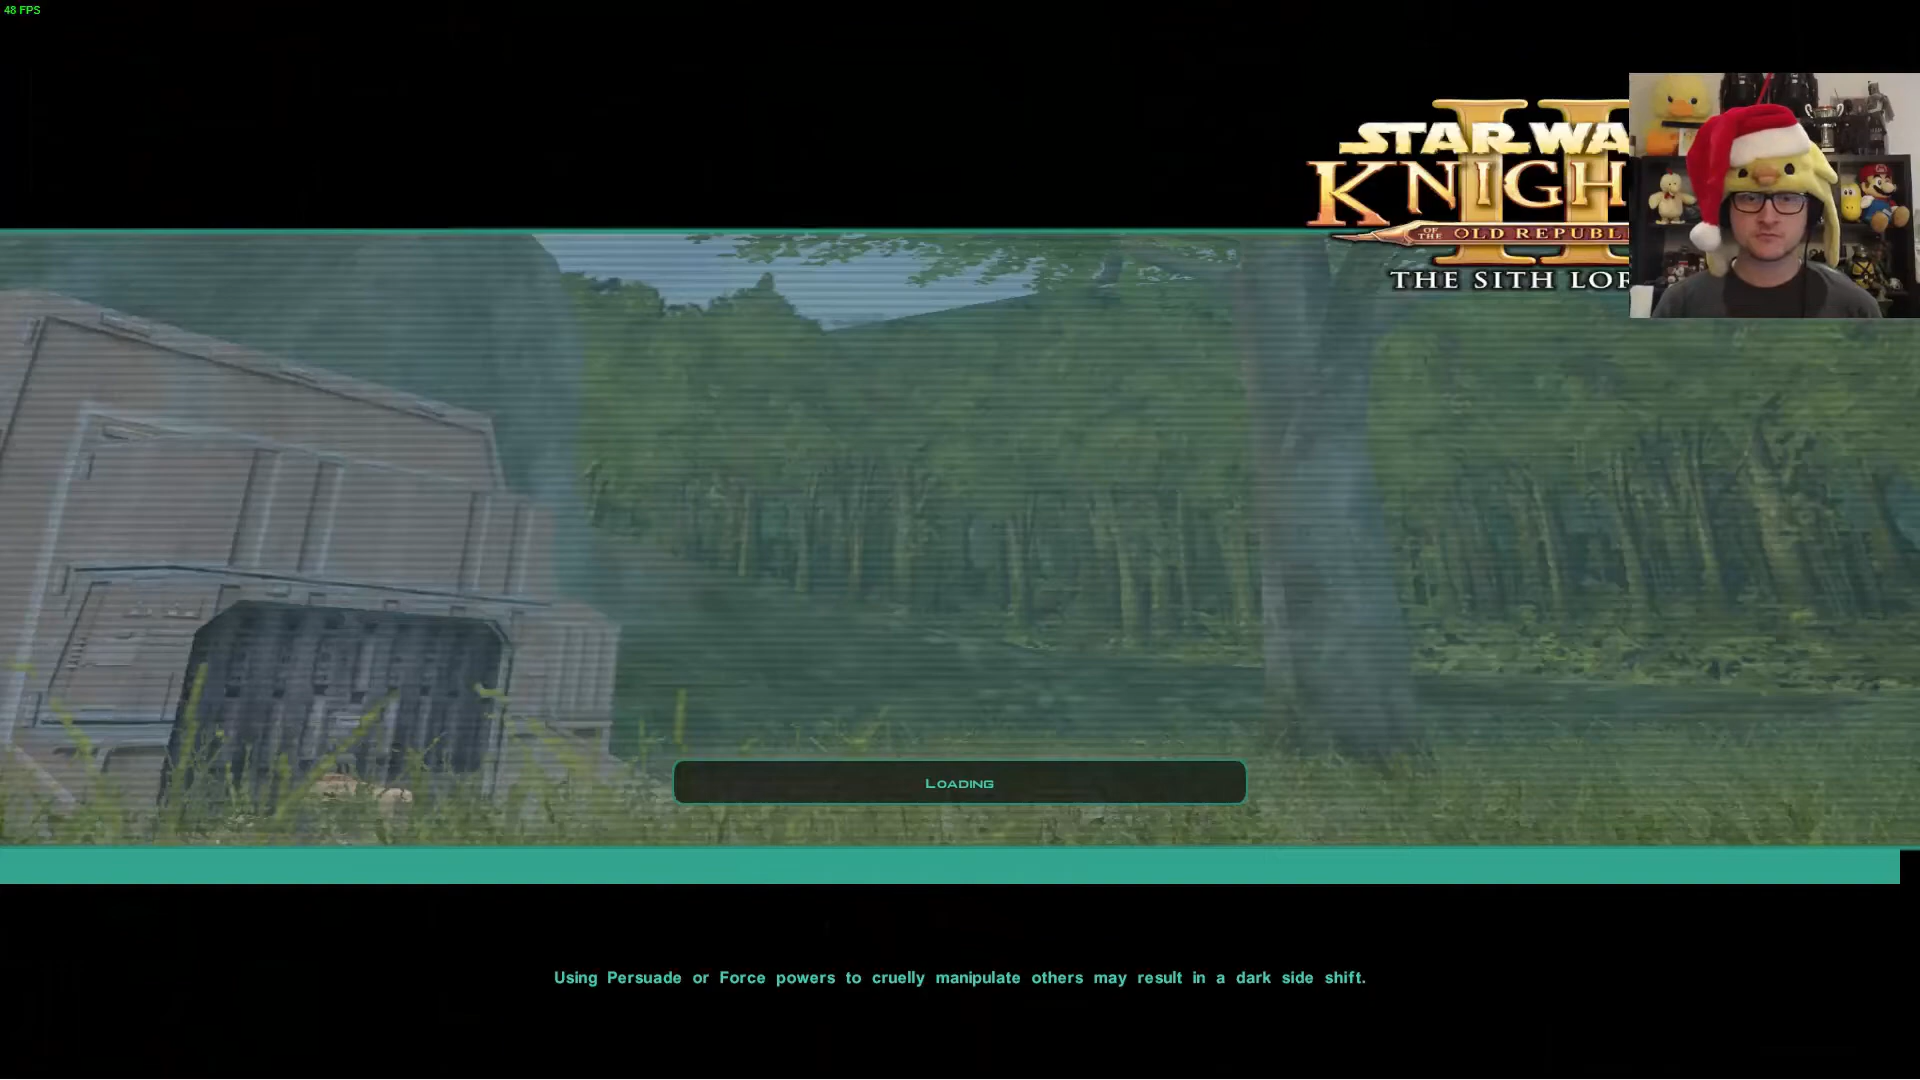 48 FPS
II
STAR WA
KNIGH
OF THE OLD REPUBL
THE SITH LOR
LOADING
Using Persuade or Force powers to cruelly manipulate others may result in a dark side shift.